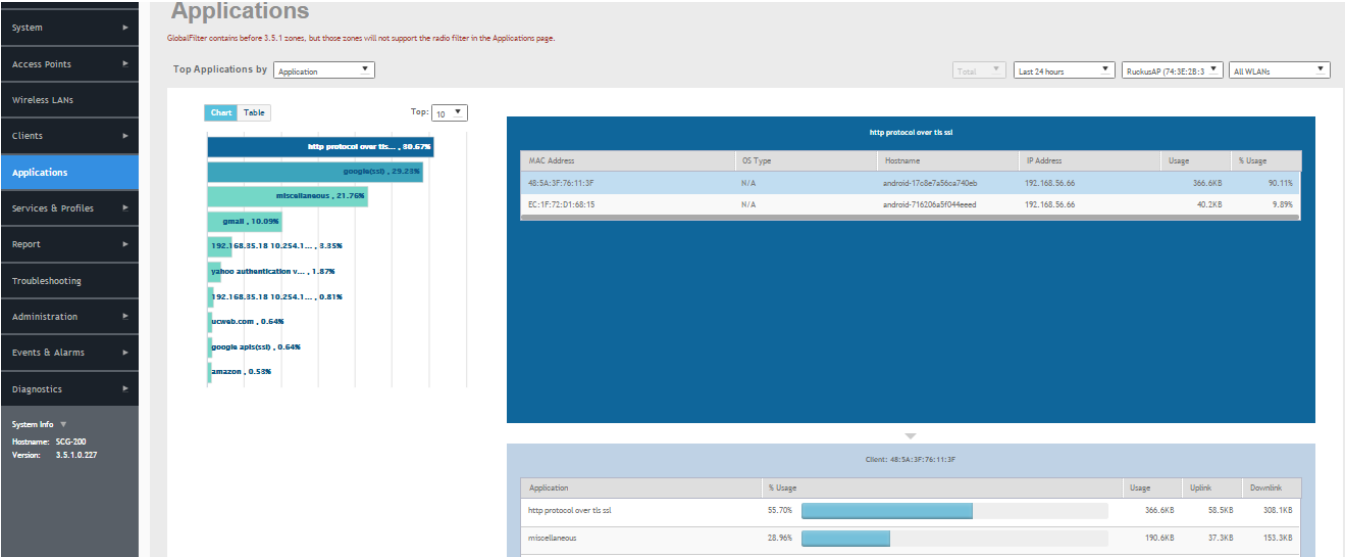 Applications
GlobalFilter contains before 3.5.1 zones, but those zones will not support the radio filter in the Applications page.
System
Access Points
Wireless LANs
Clients
Applications
Services & Profiles
Report
Troubleshooting
Administration
Events & Alarms
Diagnostics
System Info
Hostname: SCG-200
Version: 3.5.1.0.227
Top Applications by Application
Total Last 24 hours RuckusAP (74:3E:2B:3 All WLANs
Chart Table Top: 10
http protocol over tls... , 30.67%
google(ssl) , 29.23%
miscellaneous , 21.76%
gmail , 10.09%
192.168.35.18 10.254.1... , 3.35%
yahoo authentication v... , 1.87%
192.168.35.18 10.254.1... , 0.81%
ucweb.com , 0.64%
google apis(ssl) , 0.64%
amazon , 0.53%
http protocol over tls ssl
MAC Address OS Type Hostname IP Address Usage % Usage
48:5A:3F:76:11:3F N/A android-17c8e7a56ca740eb 192.168.56.66 366.6KB 90.11%
EC:1F:72:D1:68:15 N/A android-716206a5f044eeed 192.168.56.66 40.2KB 9.89%
Client: 48:5A:3F:76:11:3F
Application % Usage Usage Uplink Downlink
http protocol over tls ssl 55.70% 366.6KB 58.5KB 308.1KB
miscellaneous 28.96% 190.6KB 37.3KB 153.3KB